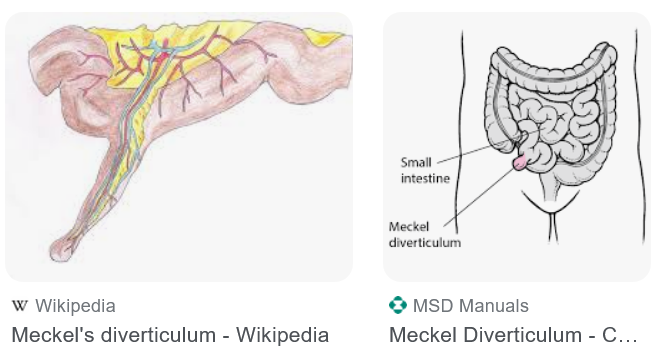 Small
intestine
Meckel
diverticulum
W Wikipedia
Meckel's diverticulum - Wikipedia
MSD Manuals
Meckel Diverticulum - C...